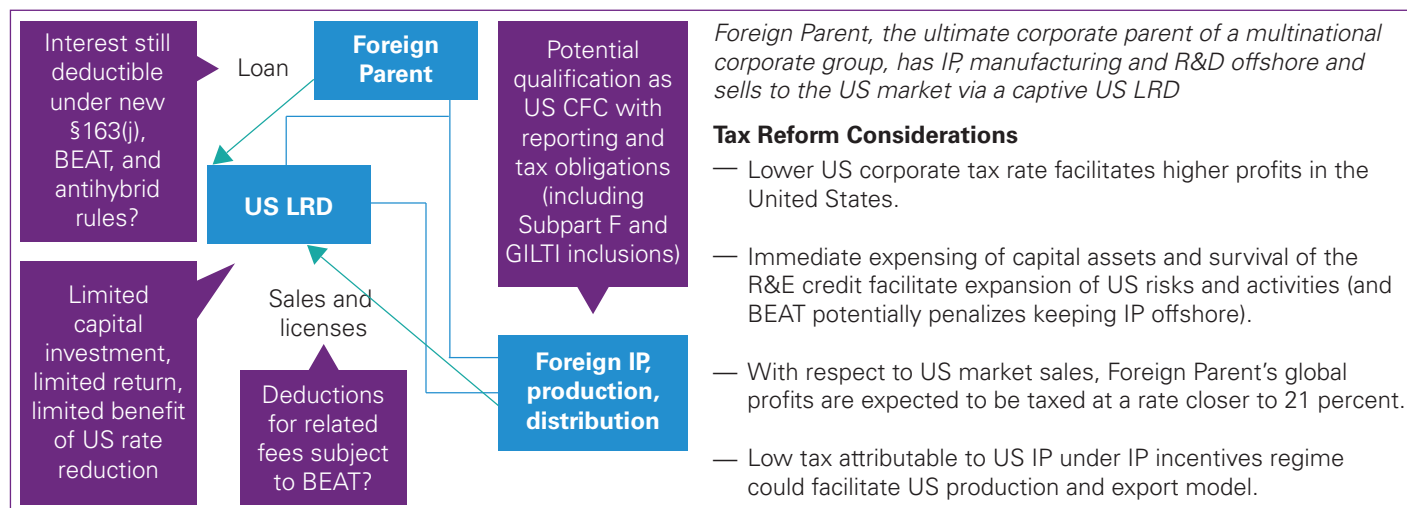 Interest still
deductible
under new
§163(j),
BEAT, and
antihybrid
rules?
Loan
Foreign
Parent
US LRD
Limited
capital
investment,
limited return,
limited benefit
of US rate
reduction
Sales and
licenses
Deductions
for related
fees subject
to BEAT?
Potential
qualification as
US CFC with
reporting and
tax obligations
(including
Subpart F and
GILTI inclusions)
Foreign IP,
production,
distribution
Foreign Parent, the ultimate corporate parent of a multinational
corporate group, has IP, manufacturing and R&D offshore and
sells to the US market via a captive US LRD
Tax Reform Considerations
— Lower US corporate tax rate facilitates higher profits in the
United States.
— Immediate expensing of capital assets and survival of the
R&E credit facilitate expansion of US risks and activities (and
BEAT potentially penalizes keeping IP offshore).
— With respect to US market sales, Foreign Parent’s global
profits are expected to be taxed at a rate closer to 21 percent.
— Low tax attributable to US IP under IP incentives regime
could facilitate US production and export model.